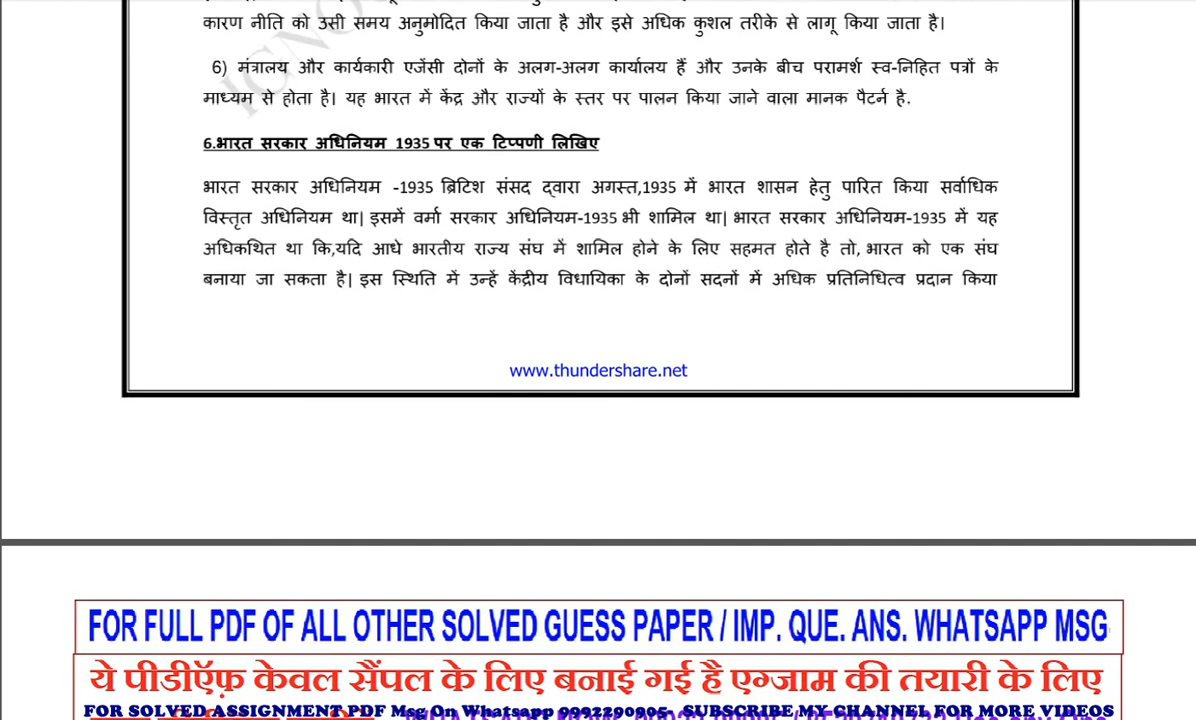 कारण नीति को उसी समय अनुमोदित किया जाता है और इसे अधिक कुशल तरीके से लागू किया जाता है।
6) मंत्रालय और कार्यकारी एजेंसी दोनों के अलग-अलग कार्यालय हैं और उनके बीच परामर्श स्व-निहित पत्रों के
माध्यम से होता है। यह भारत में केंद्र और राज्यों के स्तर पर पालन किया जाने वाला मानक पैटर्न है.
6.भारत सरकार अधिनियम 1935 पर एक टिप्पणी लिखिए
भारत सरकार अधिनियम -1935 ब्रिटिश संसद द्वारा अगस्त,1935 में भारत शासन हेतु पारित किया सर्वाधिक
विस्तृत अधिनियम था| इसमें वर्मा सरकार अधिनियम-1935 भी शामिल था| भारत सरकार अधिनियम-1935 में यह
अधिकथित था कि,यदि आधे भारतीय राज्य संघ में शामिल होने के लिए सहमत होते है तो, भारत को एक संघ
बनाया जा सकता है| इस स्थिति में उन्हें केंद्रीय विधायिका के दोनों सदनों में अधिक प्रतिनिधित्व प्रदान किया
www.thundershare.net
FOR FULL PDF OF ALL OTHER SOLVED GUESS PAPER / IMP. QUE. ANS. WHATSAPP MSG
ये पीडीऍफ़ केवल सैंपल के लिए बनाई गई है एग्जाम की तयारी के लिए
FOR SOLVED ASSIGNMENT PDF Msg On Whatsapp 9992290905- SUBSCRIBE MY CHANNEL FOR MORE VIDEOS